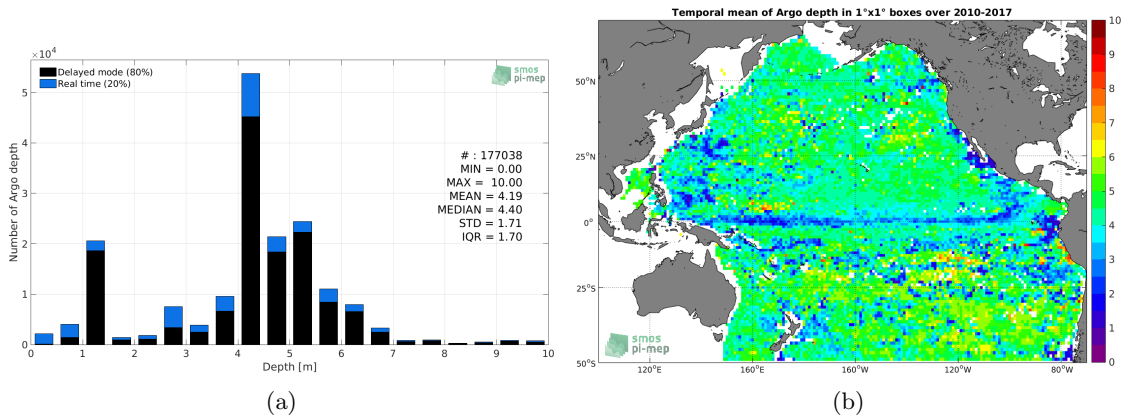 ×10⁴
5
4
3
2
1
0
Number of Argo depth
Delayed mode (80%)
Real time (20%)
smos
pi-mep
# : 177038
MIN = 0.00
MAX = 10.00
MEAN = 4.19
MEDIAN = 4.40
STD = 1.71
IQR = 1.70
0 1 2 3 4 5 6 7 8 9 10
Depth [m]
(a)
Temporal mean of Argo depth in 1°x1° boxes over 2010-2017
50°N
25°N
0°
25°S
50°S
smos
pi-mep
120°E 160°E 160°W 120°W 80°W
10
9
8
7
6
5
4
3
2
1
0
(b)